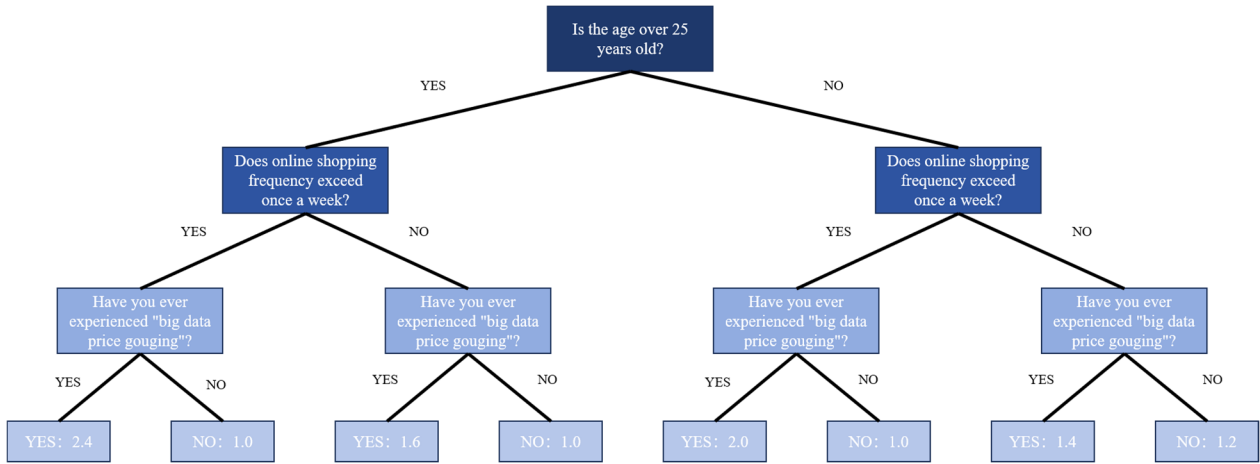 Is the age over 25
years old?
YES
NO
Does online shopping
frequency exceed
once a week?
Does online shopping
frequency exceed
once a week?
YES
NO
YES
NO
Have you ever
experienced "big data
price gouging"?
Have you ever
experienced "big data
price gouging"?
Have you ever
experienced "big data
price gouging"?
Have you ever
experienced "big data
price gouging"?
YES
NO
YES
NO
YES
NO
YES
NO
YES：2.4
NO：1.0
YES：1.6
NO：1.0
YES：2.0
NO：1.0
YES：1.4
NO：1.2